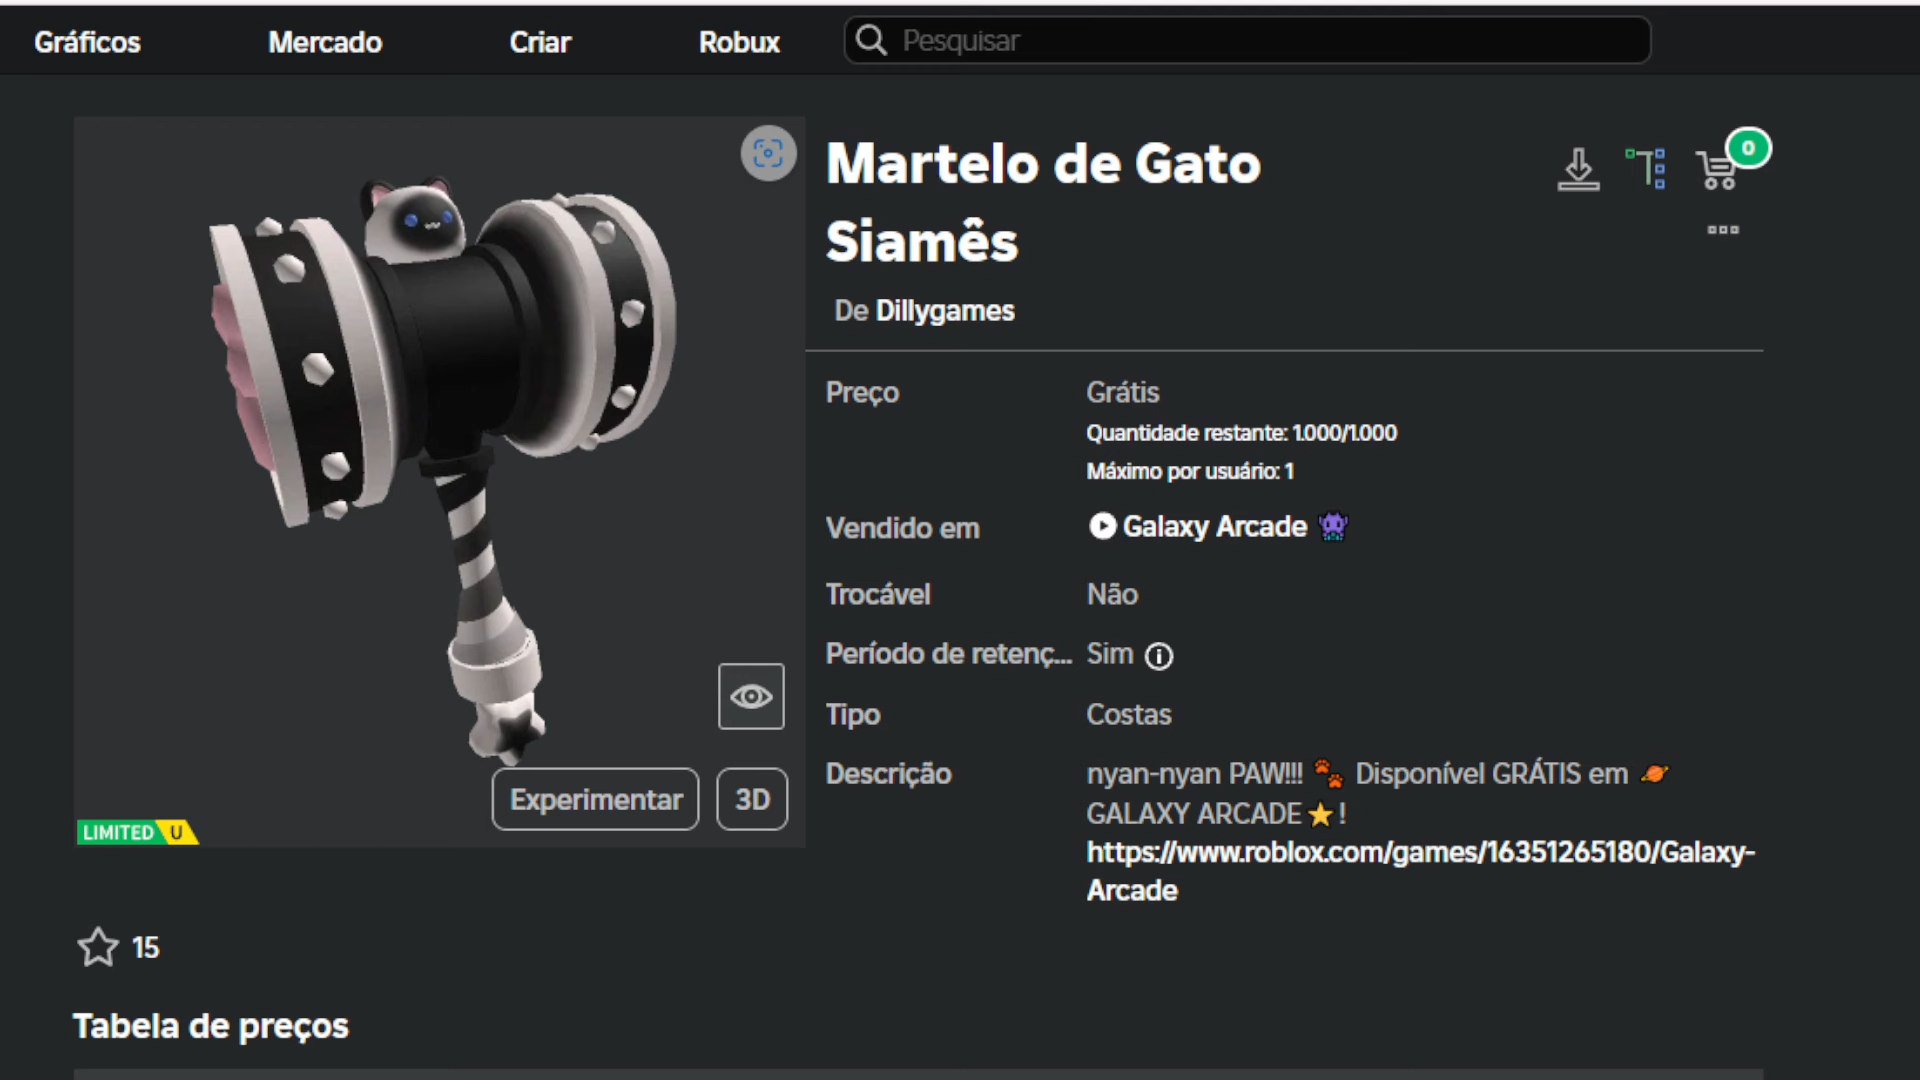 Gráficos Mercado Criar Robux Pesquisar
Martelo de Gato
Siamês
0
De Dillygames
Preço Grátis
Quantidade restante: 1.000/1.000
Máximo por usuário: 1
Vendido em Galaxy Arcade
Trocável Não
Período de retenç... Sim
Tipo Costas
Descrição nyan-nyan PAW!!! 🐾 Disponível GRÁTIS em 🪐
GALAXY ARCADE⭐!
https://www.roblox.com/games/16351265180/Galaxy-
Arcade
Experimentar 3D
LIMITED U
15
Tabela de preços